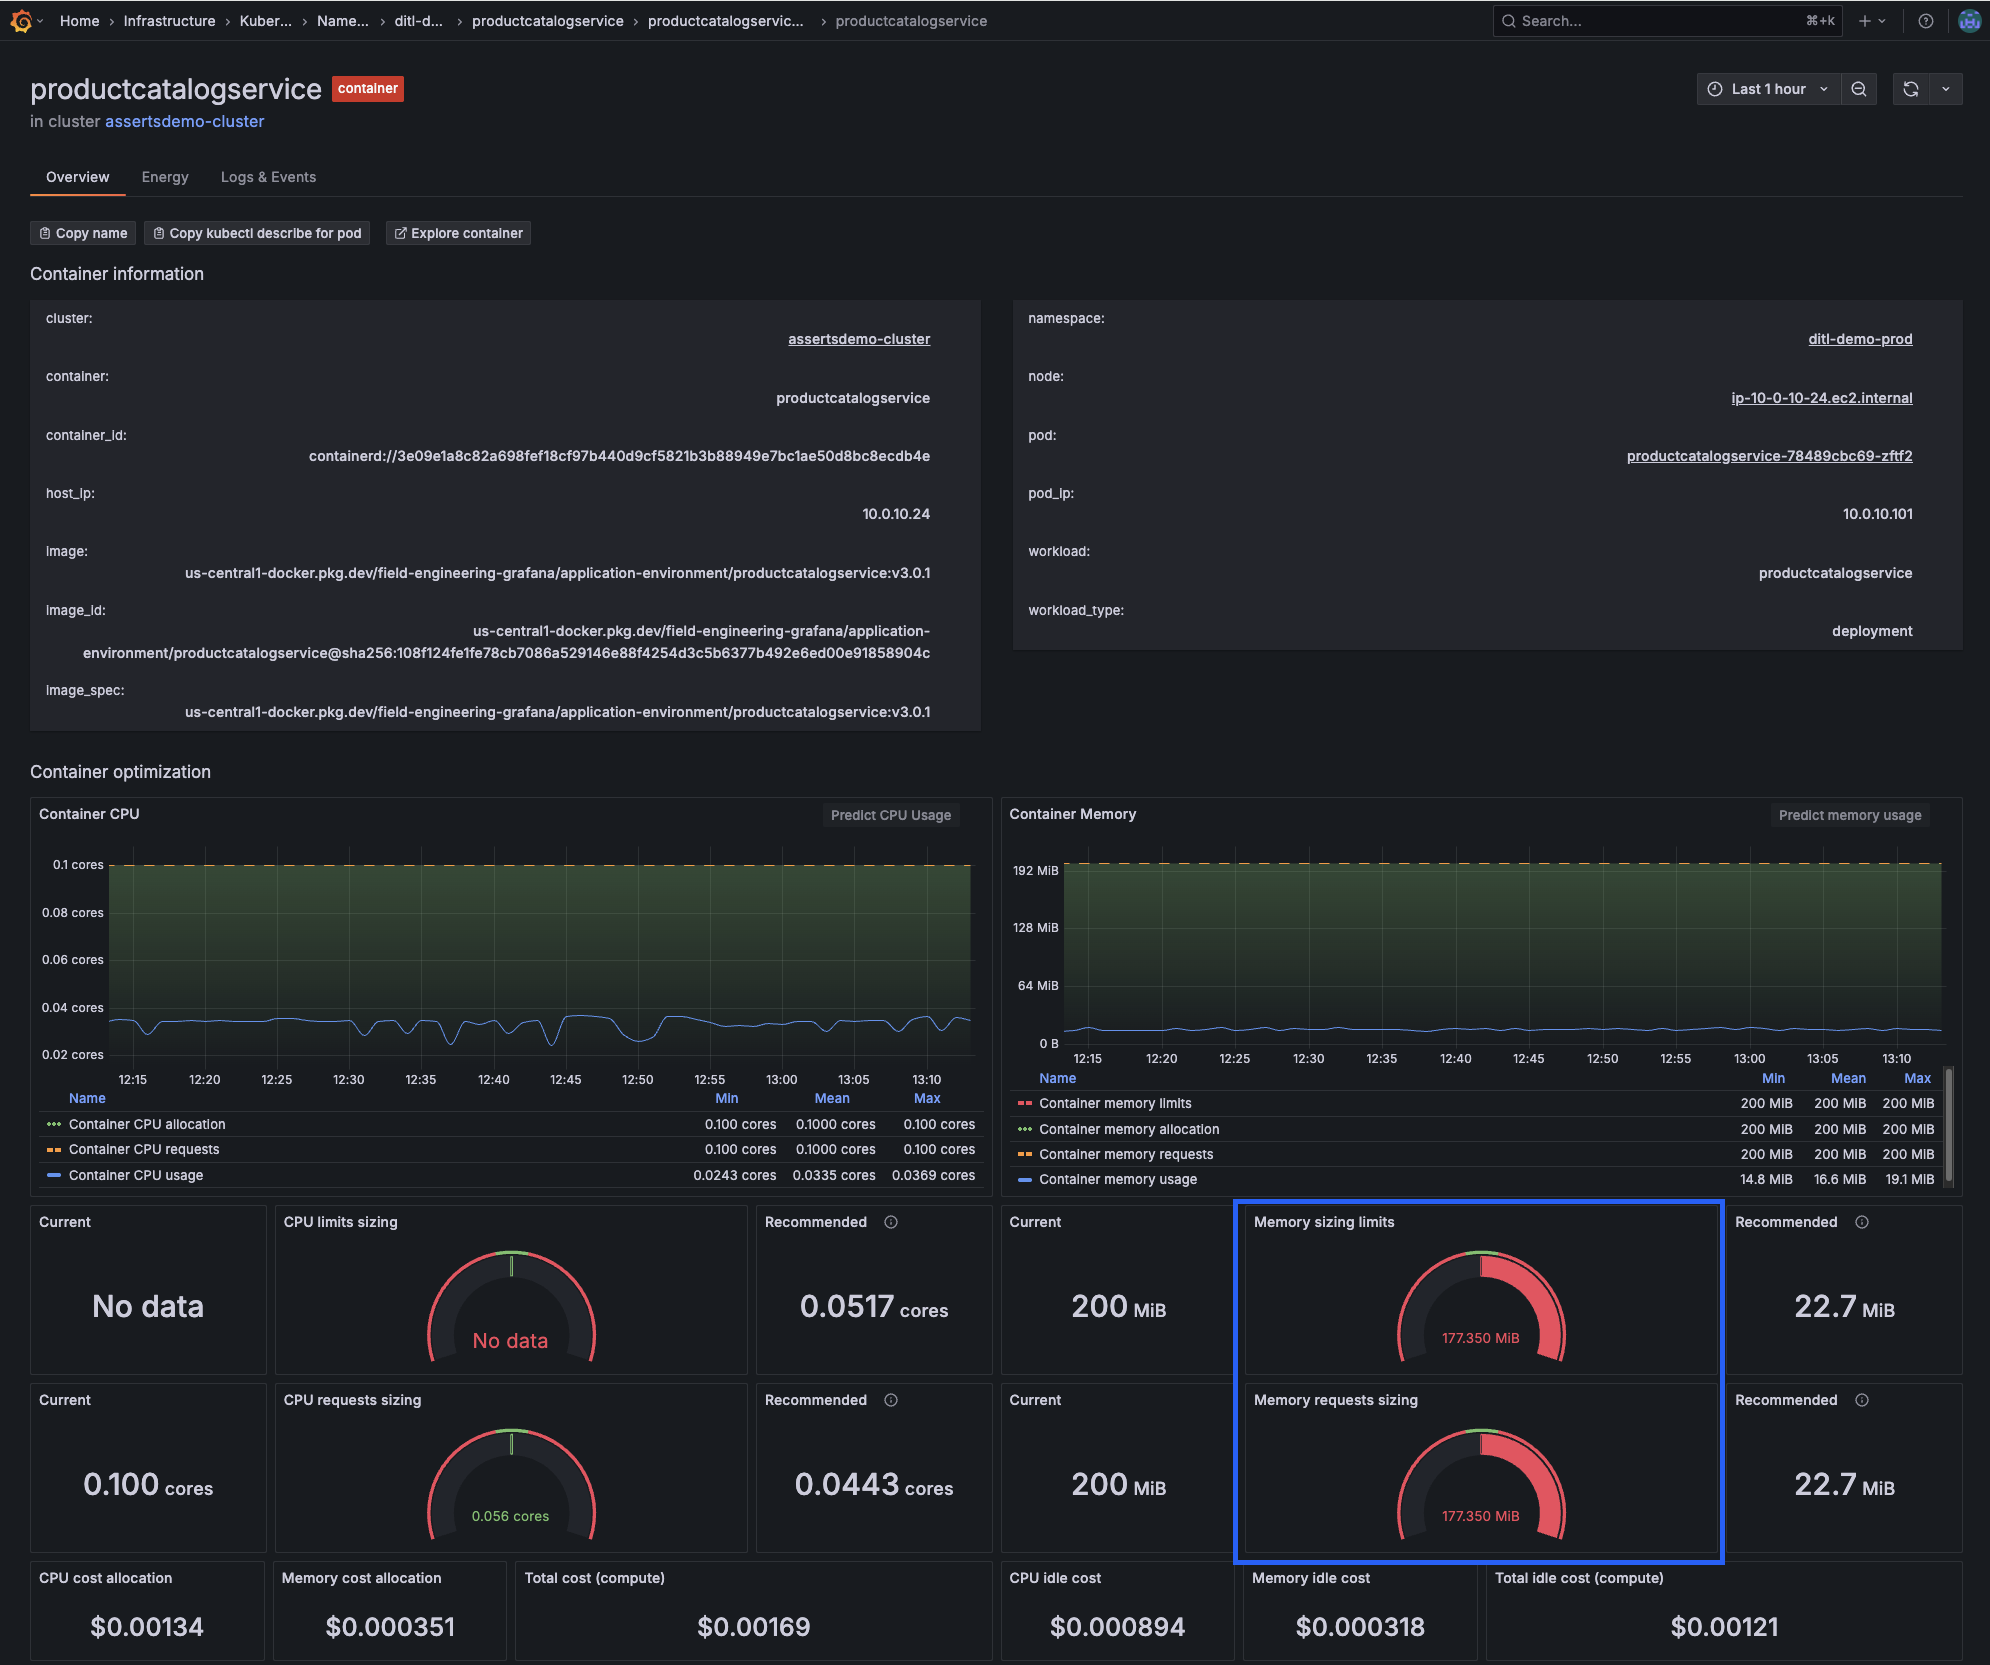 Home › Infrastructure › Kuber... › Name... › ditl-d... › productcatalogservice › productcatalogservic... › productcatalogservice
Search... ⌘+k
productcatalogservice container
Last 1 hour
in cluster assertsdemo-cluster
Overview Energy Logs & Events
Copy name Copy kubectl describe for pod Explore container
Container information
cluster:
assertsdemo-cluster
container:
productcatalogservice
container_id:
containerd://3e09e1a8c82a698fef18cf97b440d9cf5821b3b88949e7bc1ae50d8bc8ecdb4e
host_ip:
10.0.10.24
image:
us-central1-docker.pkg.dev/field-engineering-grafana/application-environment/productcatalogservice:v3.0.1
image_id:
us-central1-docker.pkg.dev/field-engineering-grafana/application-
environment/productcatalogservice@sha256:108f124fe1fe78cb7086a529146e88f4254d3c5b6377b492e6ed00e91858904c
image_spec:
us-central1-docker.pkg.dev/field-engineering-grafana/application-environment/productcatalogservice:v3.0.1
namespace:
ditl-demo-prod
node:
ip-10-0-10-24.ec2.internal
pod:
productcatalogservice-78489cbc69-zftf2
pod_ip:
10.0.10.101
workload:
productcatalogservice
workload_type:
deployment
Container optimization
Container CPU Predict CPU Usage
0.1 cores
0.08 cores
0.06 cores
0.04 cores
0.02 cores
12:15 12:20 12:25 12:30 12:35 12:40 12:45 12:50 12:55 13:00 13:05 13:10
Name Min Mean Max
Container CPU allocation 0.100 cores 0.1000 cores 0.100 cores
Container CPU requests 0.100 cores 0.1000 cores 0.100 cores
Container CPU usage 0.0243 cores 0.0335 cores 0.0369 cores
Container Memory Predict memory usage
192 MiB
128 MiB
64 MiB
0 B
12:15 12:20 12:25 12:30 12:35 12:40 12:45 12:50 12:55 13:00 13:05 13:10
Name Min Mean Max
Container memory limits 200 MiB 200 MiB 200 MiB
Container memory allocation 200 MiB 200 MiB 200 MiB
Container memory requests 200 MiB 200 MiB 200 MiB
Container memory usage 14.8 MiB 16.6 MiB 19.1 MiB
Current
No data
CPU limits sizing
No data
Recommended
0.0517 cores
Current
200 MiB
Memory sizing limits
177.350 MiB
Recommended
22.7 MiB
Current
0.100 cores
CPU requests sizing
0.056 cores
Recommended
0.0443 cores
Current
200 MiB
Memory requests sizing
177.350 MiB
Recommended
22.7 MiB
CPU cost allocation
$0.00134
Memory cost allocation
$0.000351
Total cost (compute)
$0.00169
CPU idle cost
$0.000894
Memory idle cost
$0.000318
Total idle cost (compute)
$0.00121